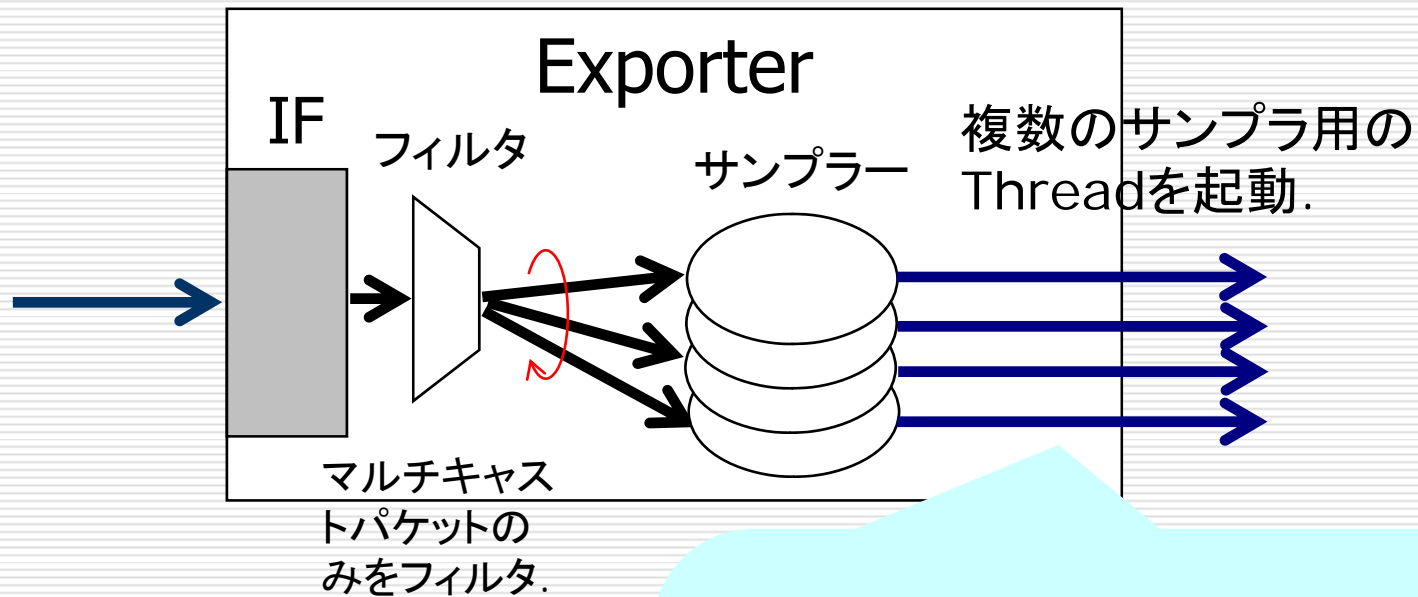 Exporter
IF
フィルタ
サンプラー
複数のサンプラ用の
Threadを起動.
マルチキャス
トパケットの
みをフィルタ.